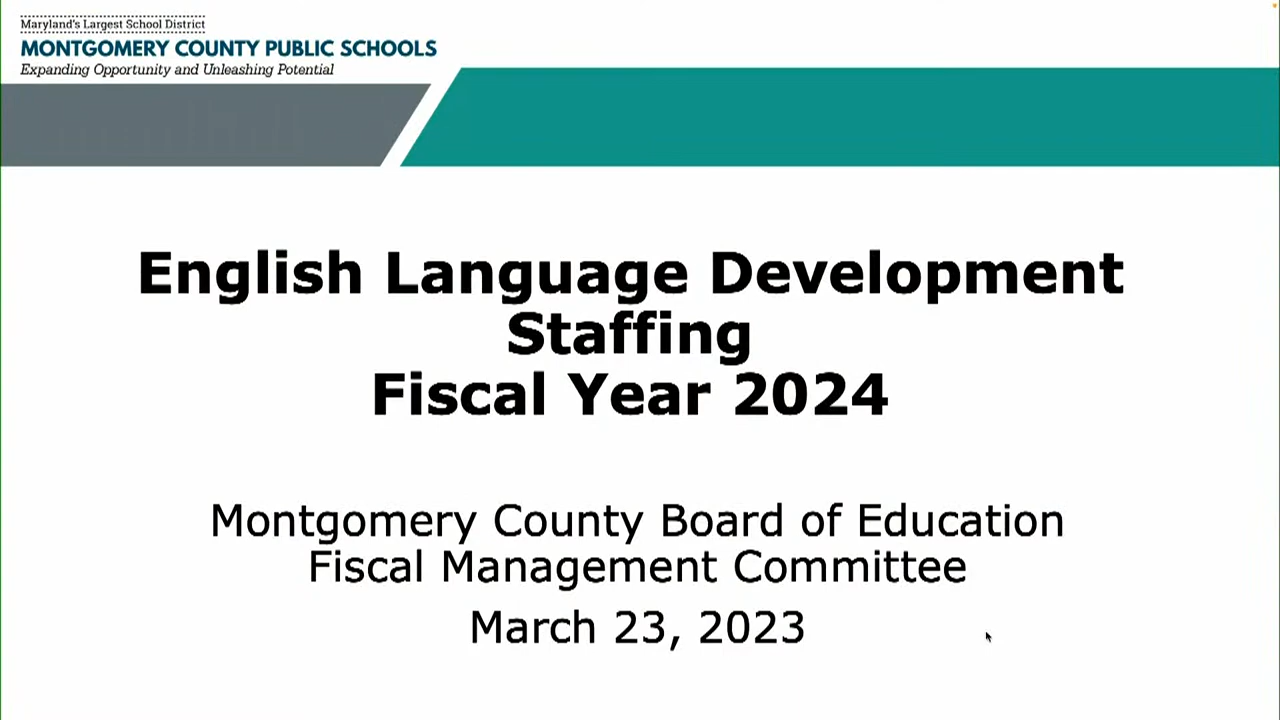 Maryland's Largest School District
MONTGOMERY COUNTY PUBLIC SCHOOLS
Expanding Opportunity and Unleashing Potential
English Language Development
Staffing
Fiscal Year 2024
Montgomery County Board of Education
Fiscal Management Committee
March 23, 2023